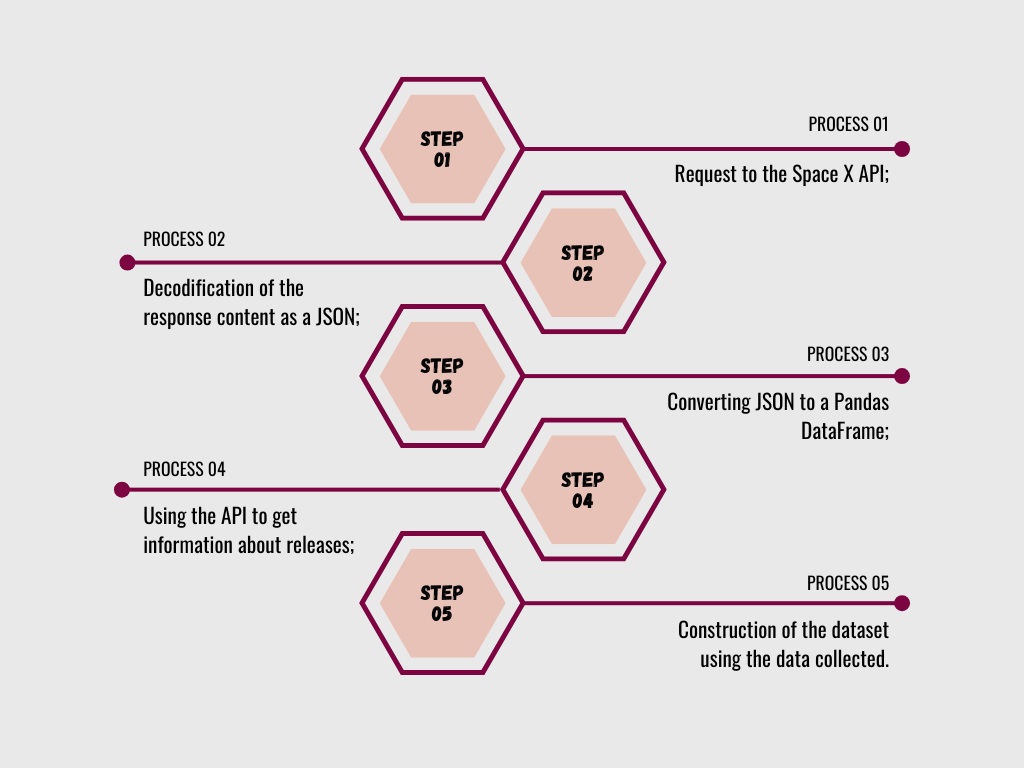 STEP
01
PROCESS 01
Request to the Space X API;
PROCESS 02
Decodification of the
response content as a JSON;
STEP
02
STEP
03
PROCESS 03
Converting JSON to a Pandas
DataFrame;
PROCESS 04
Using the API to get
information about releases;
STEP
04
STEP
05
PROCESS 05
Construction of the dataset
using the data collected.